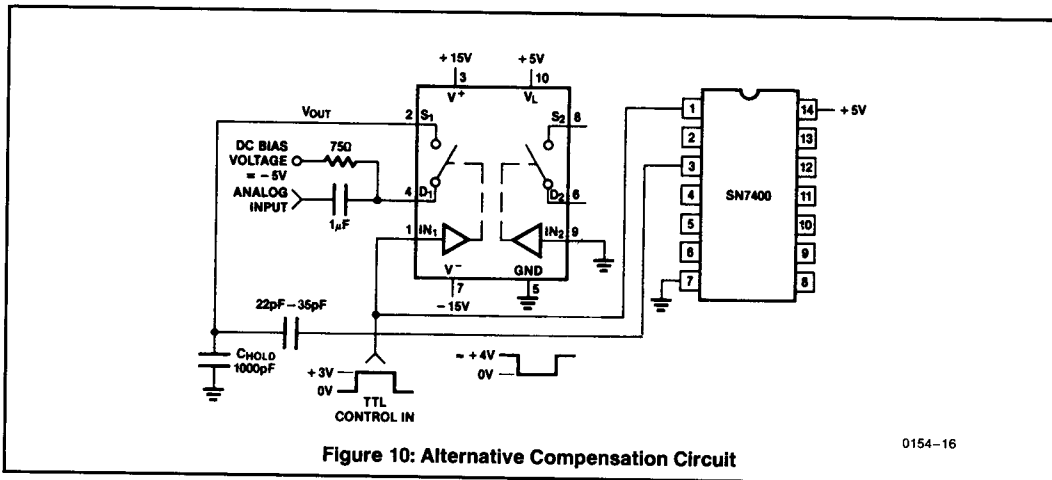 +15V
+5V
3
10
V+
VL
VOUT
2
S1
S2
8
DC BIAS
VOLTAGE
= −5V
75Ω
ANALOG
INPUT
1μF
4
D1
D2
6
1
IN1
IN2
9
V−
GND
7
5
−15V
22pF–35pF
CHOLD
1000pF
+3V
0V
TTL
CONTROL IN
≈ +4V
0V
1
14
+5V
2
13
3
12
SN7400
4
11
5
10
6
9
7
8
Figure 10: Alternative Compensation Circuit
0154–16